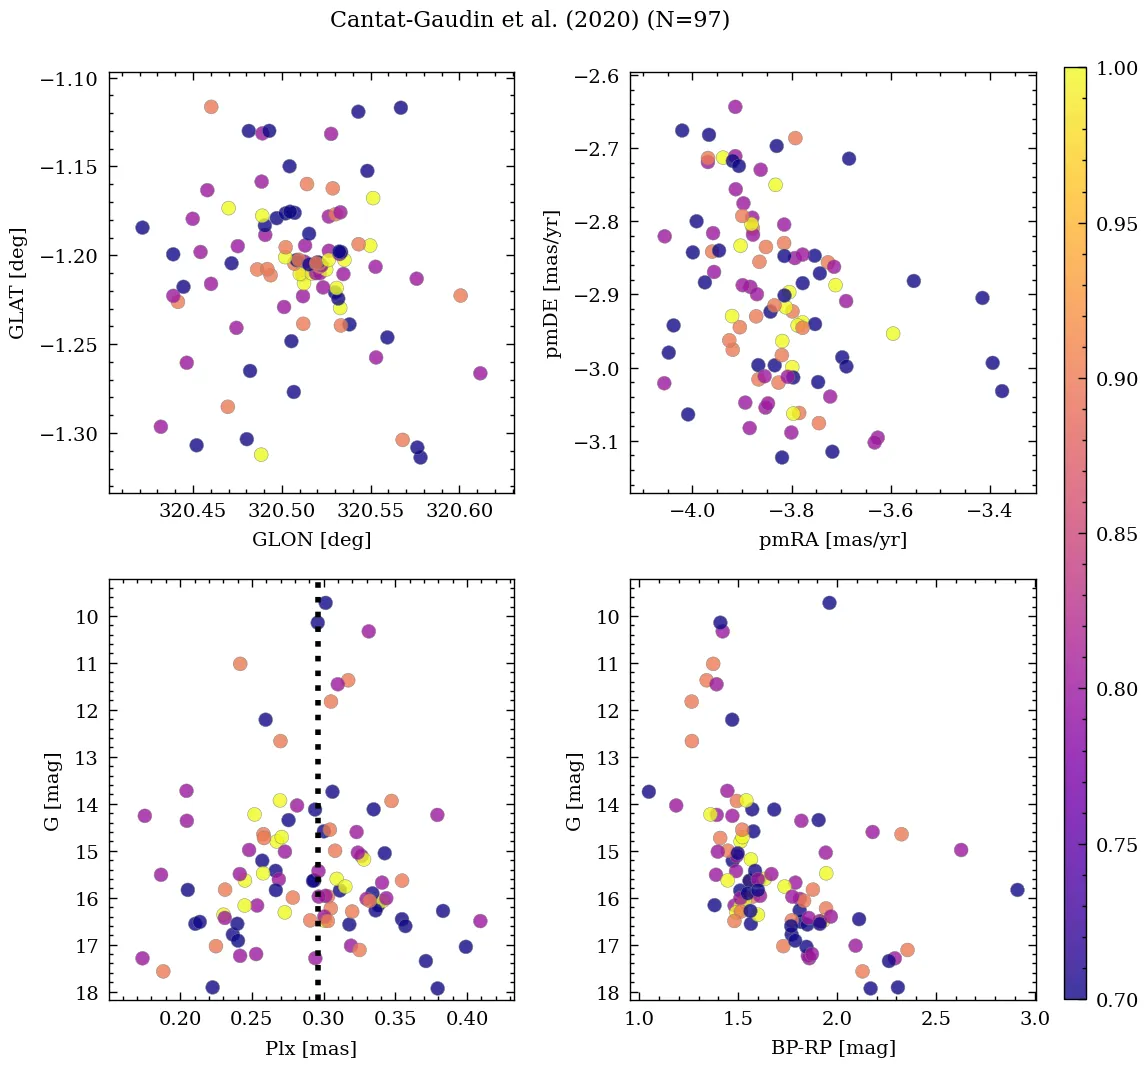 Cantat-Gaudin et al. (2020) (N=97)
−1.10
−1.15
−1.20
−1.25
−1.30
GLAT [deg]
320.45 320.50 320.55 320.60
GLON [deg]
−2.6
−2.7
−2.8
−2.9
−3.0
−3.1
pmDE [mas/yr]
−4.0 −3.8 −3.6 −3.4
pmRA [mas/yr]
10
11
12
13
14
15
16
17
18
G [mag]
0.20 0.25 0.30 0.35 0.40
Plx [mas]
10
11
12
13
14
15
16
17
18
G [mag]
1.0 1.5 2.0 2.5 3.0
BP-RP [mag]
1.00
0.95
0.90
0.85
0.80
0.75
0.70